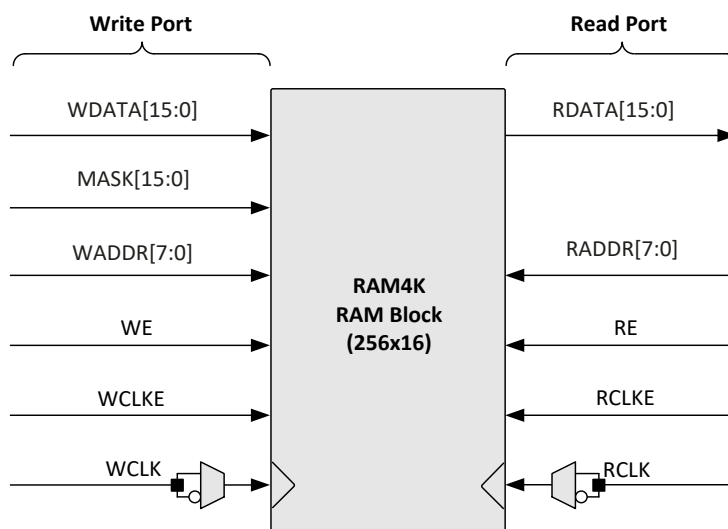 Write Port
Read Port
WDATA[15:0]
RDATA[15:0]
MASK[15:0]
WADDR[7:0]
RADDR[7:0]
RAM4K
RAM Block
(256x16)
WE
RE
WCLKE
RCLKE
WCLK
RCLK